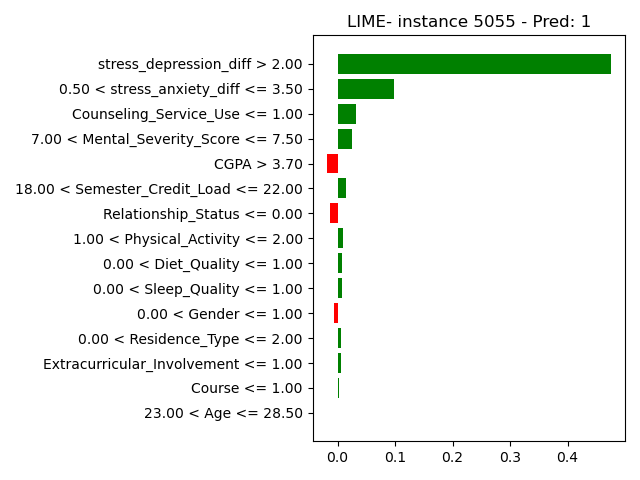 LIME- instance 5055 - Pred: 1
stress_depression_diff > 2.00
0.50 < stress_anxiety_diff <= 3.50
Counseling_Service_Use <= 1.00
7.00 < Mental_Severity_Score <= 7.50
CGPA > 3.70
18.00 < Semester_Credit_Load <= 22.00
Relationship_Status <= 0.00
1.00 < Physical_Activity <= 2.00
0.00 < Diet_Quality <= 1.00
0.00 < Sleep_Quality <= 1.00
0.00 < Gender <= 1.00
0.00 < Residence_Type <= 2.00
Extracurricular_Involvement <= 1.00
Course <= 1.00
23.00 < Age <= 28.50
0.0 0.1 0.2 0.3 0.4